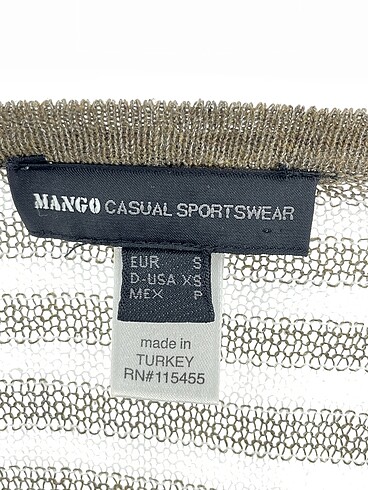 MANGO CASUAL SPORTSWEAR
EUR S
D-USA XS
MEX P
made in
TURKEY
RN#115455